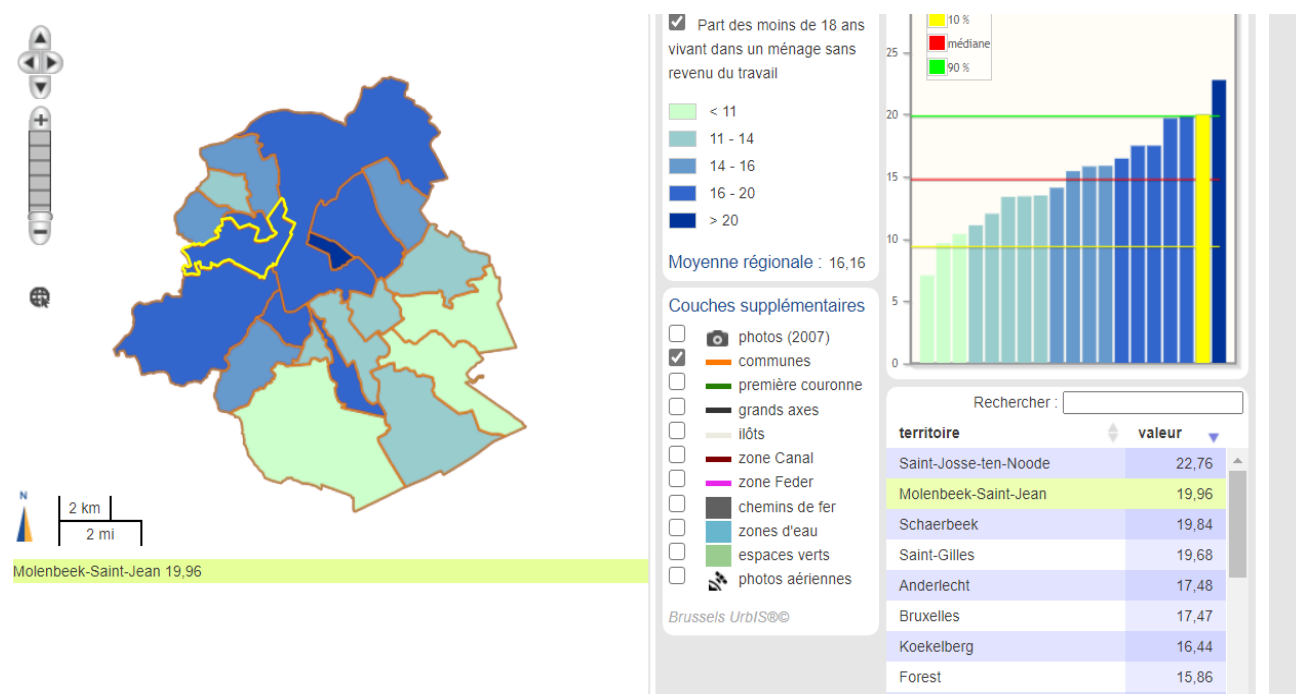 N
2 km
2 mi
Molenbeek-Saint-Jean 19,96
Part des moins de 18 ans
vivant dans un ménage sans
revenu du travail
< 11
11 - 14
14 - 16
16 - 20
> 20
Moyenne régionale : 16,16
Couches supplémentaires
photos (2007)
communes
première couronne
grands axes
ilôts
zone Canal
zone Feder
chemins de fer
zones d'eau
espaces verts
photos aériennes
Brussels UrbIS®©
10 %
médiane
90 %
25
20
15
10
5
0
Rechercher :
territoire valeur
Saint-Josse-ten-Noode 22,76
Molenbeek-Saint-Jean 19,96
Schaerbeek 19,84
Saint-Gilles 19,68
Anderlecht 17,48
Bruxelles 17,47
Koekelberg 16,44
Forest 15,86